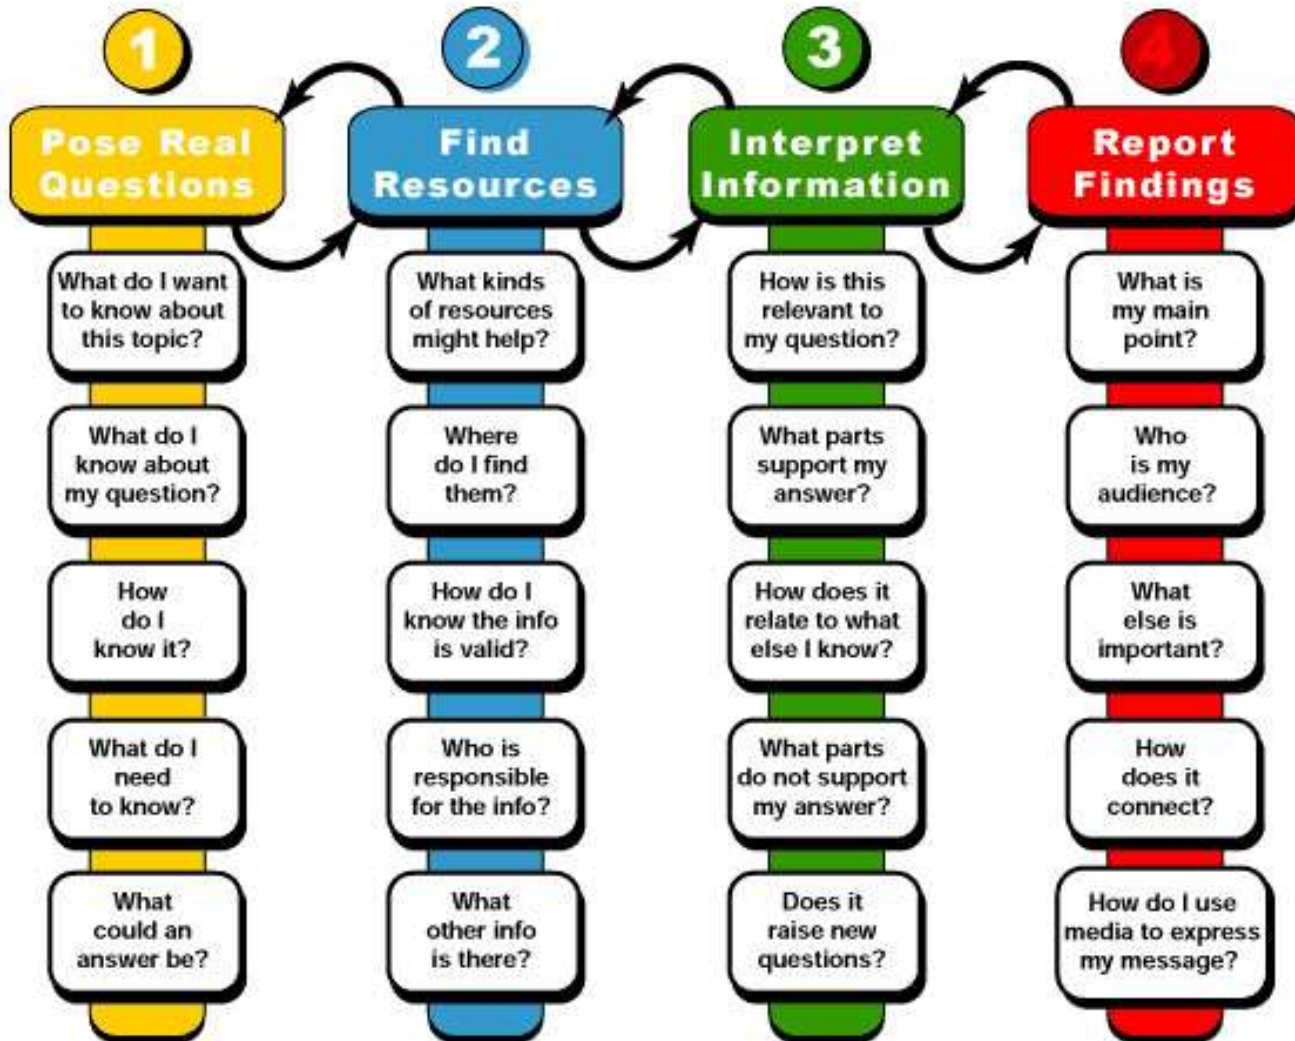 1
Pose Real
Questions
What do I want
to know about
this topic?
What do I
know about
my question?
How
do I
know it?
What do I
need
to know?
What
could an
answer be?
2
Find
Resources
What kinds
of resources
might help?
Where
do I find
them?
How do I
know the info
is valid?
Who is
responsible
for the info?
What
other info
is there?
3
Interpret
Information
How is this
relevant to
my question?
What parts
support my
answer?
How does it
relate to what
else I know?
What parts
do not support
my answer?
Does it
raise new
questions?
4
Report
Findings
What is
my main
point?
Who
is my
audience?
What
else is
important?
How
does it
connect?
How do I use
media to express
my message?